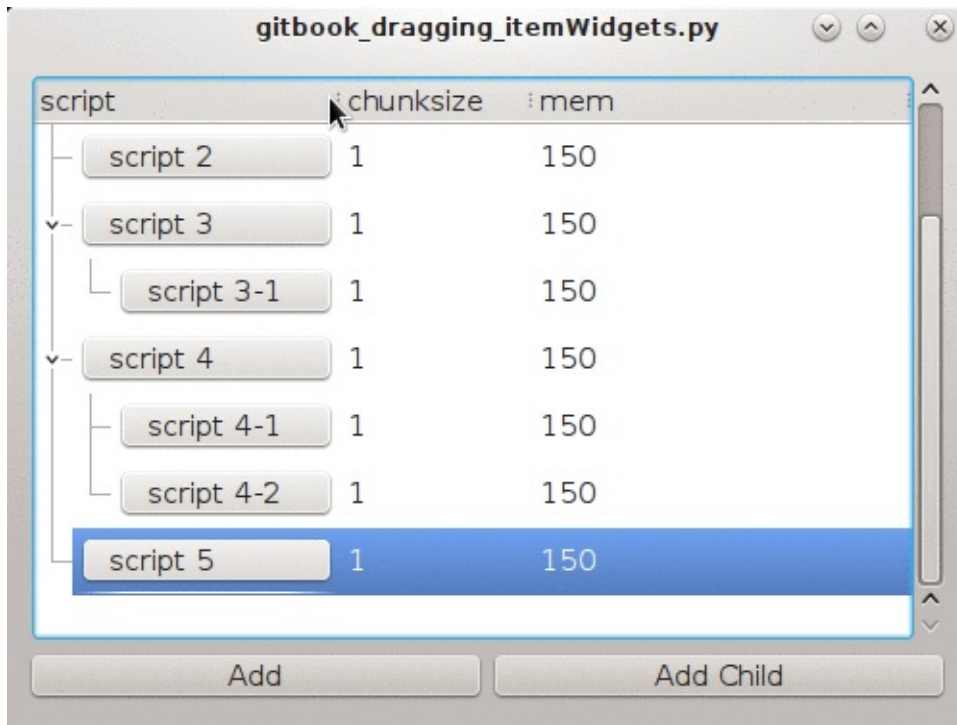 gitbook_dragging_itemWidgets.py
script chunksize mem
script 2 1 150
script 3 1 150
script 3-1 1 150
script 4 1 150
script 4-1 1 150
script 4-2 1 150
script 5 1 150
Add Add Child